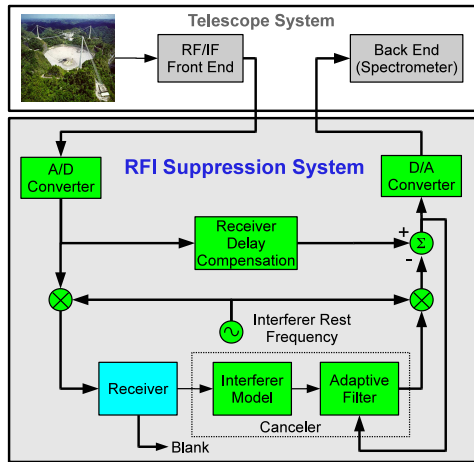 Telescope System
RF/IF
Front End
Back End
(Spectrometer)
A/D
Converter
RFI Suppression System
D/A
Converter
Receiver
Delay
Compensation
+
Σ
-
Interferer Rest
Frequency
Receiver
Interferer
Model
Adaptive
Filter
Canceler
Blank